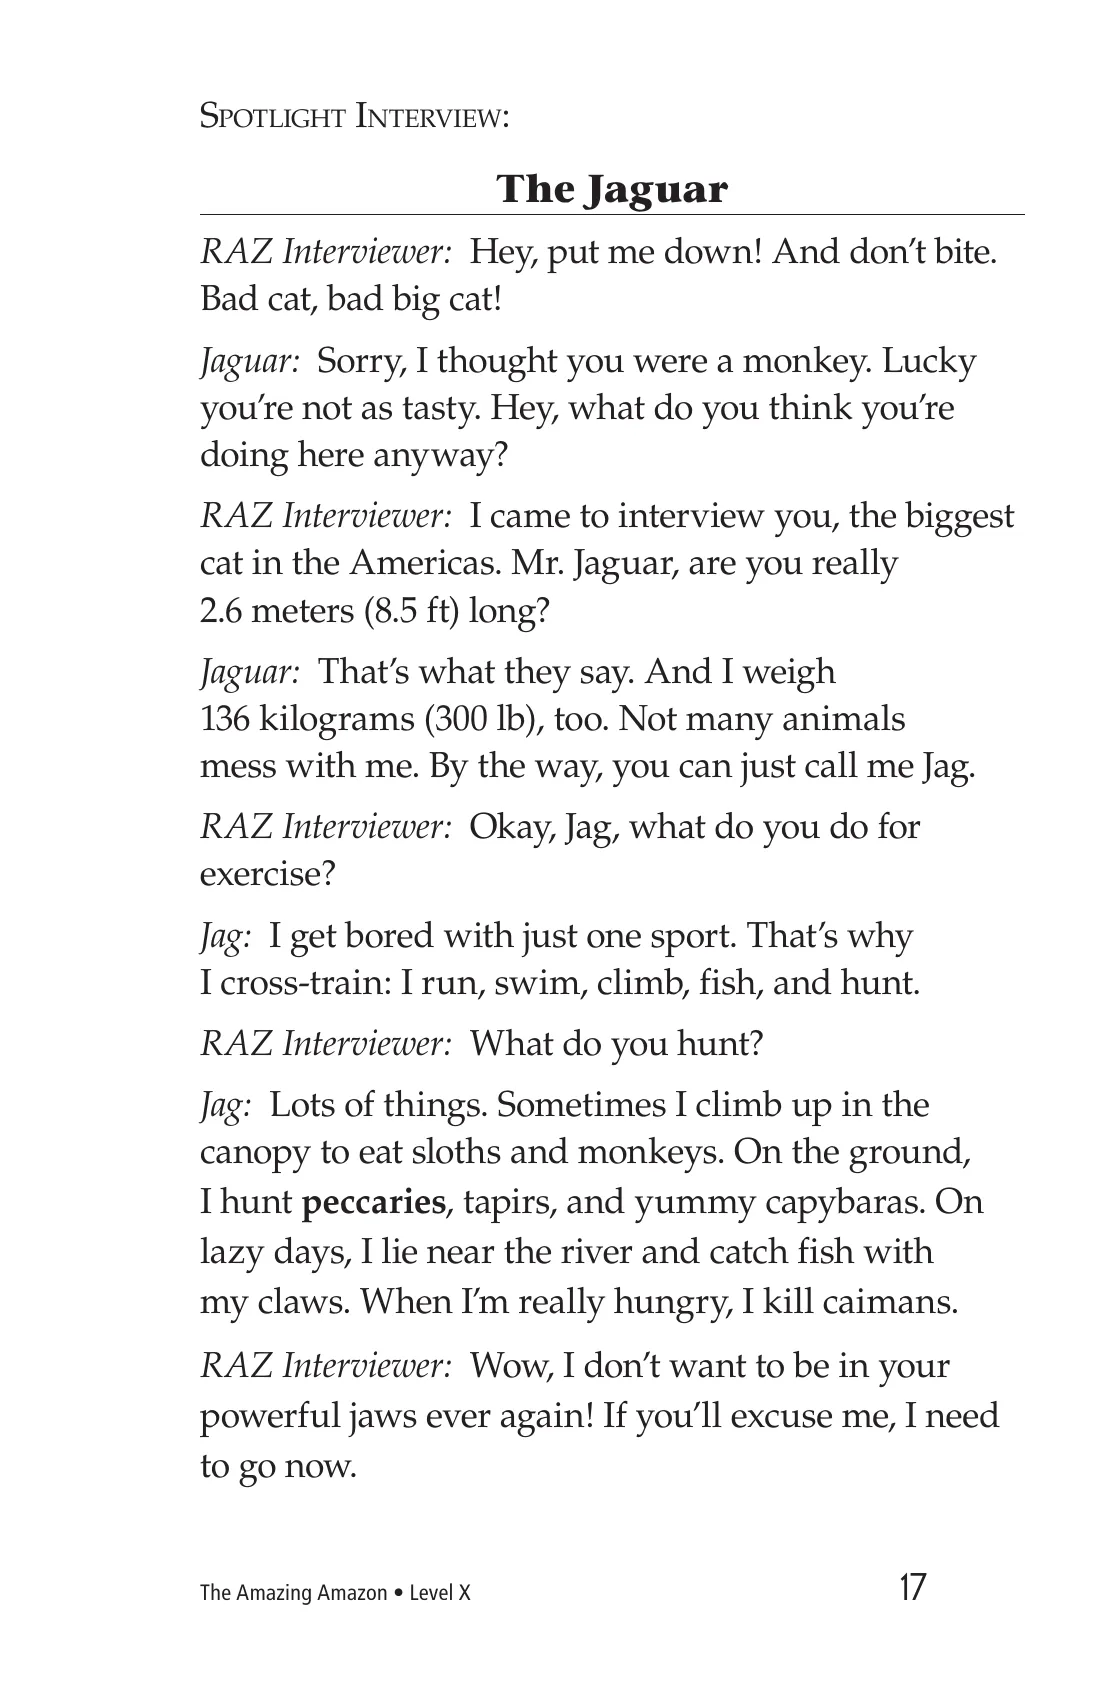 SPOTLIGHT INTERVIEW:
The Jaguar
RAZ Interviewer: Hey, put me down! And don’t bite.
Bad cat, bad big cat!
Jaguar: Sorry, I thought you were a monkey. Lucky
you’re not as tasty. Hey, what do you think you’re
doing here anyway?
RAZ Interviewer: I came to interview you, the biggest
cat in the Americas. Mr. Jaguar, are you really
2.6 meters (8.5 ft) long?
Jaguar: That’s what they say. And I weigh
136 kilograms (300 lb), too. Not many animals
mess with me. By the way, you can just call me Jag.
RAZ Interviewer: Okay, Jag, what do you do for
exercise?
Jag: I get bored with just one sport. That’s why
I cross-train: I run, swim, climb, fish, and hunt.
RAZ Interviewer: What do you hunt?
Jag: Lots of things. Sometimes I climb up in the
canopy to eat sloths and monkeys. On the ground,
I hunt peccaries, tapirs, and yummy capybaras. On
lazy days, I lie near the river and catch fish with
my claws. When I’m really hungry, I kill caimans.
RAZ Interviewer: Wow, I don’t want to be in your
powerful jaws ever again! If you’ll excuse me, I need
to go now.
The Amazing Amazon • Level X 17